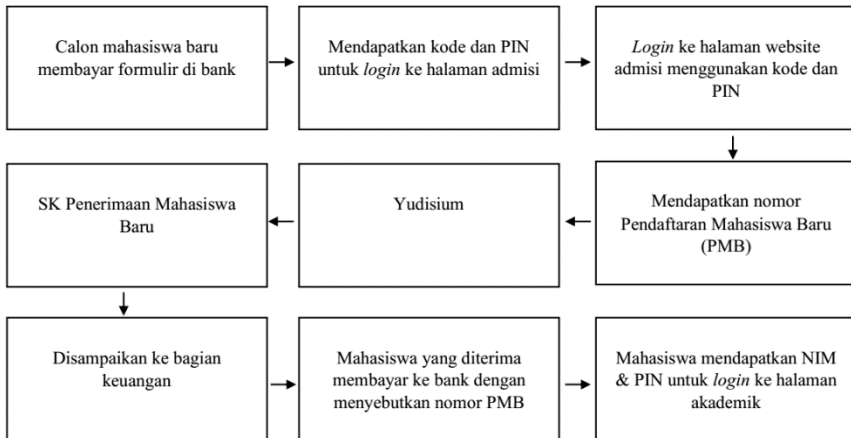 Calon mahasiswa baru
membayar formulir di bank
Mendapatkan kode dan PIN
untuk login ke halaman admisi
Login ke halaman website
admisi menggunakan kode dan
PIN
Mendapatkan nomor
Pendaftaran Mahasiswa Baru
(PMB)
Yudisium
SK Penerimaan Mahasiswa
Baru
Disampaikan ke bagian
keuangan
Mahasiswa yang diterima
membayar ke bank dengan
menyebutkan nomor PMB
Mahasiswa mendapatkan NIM
& PIN untuk login ke halaman
akademik